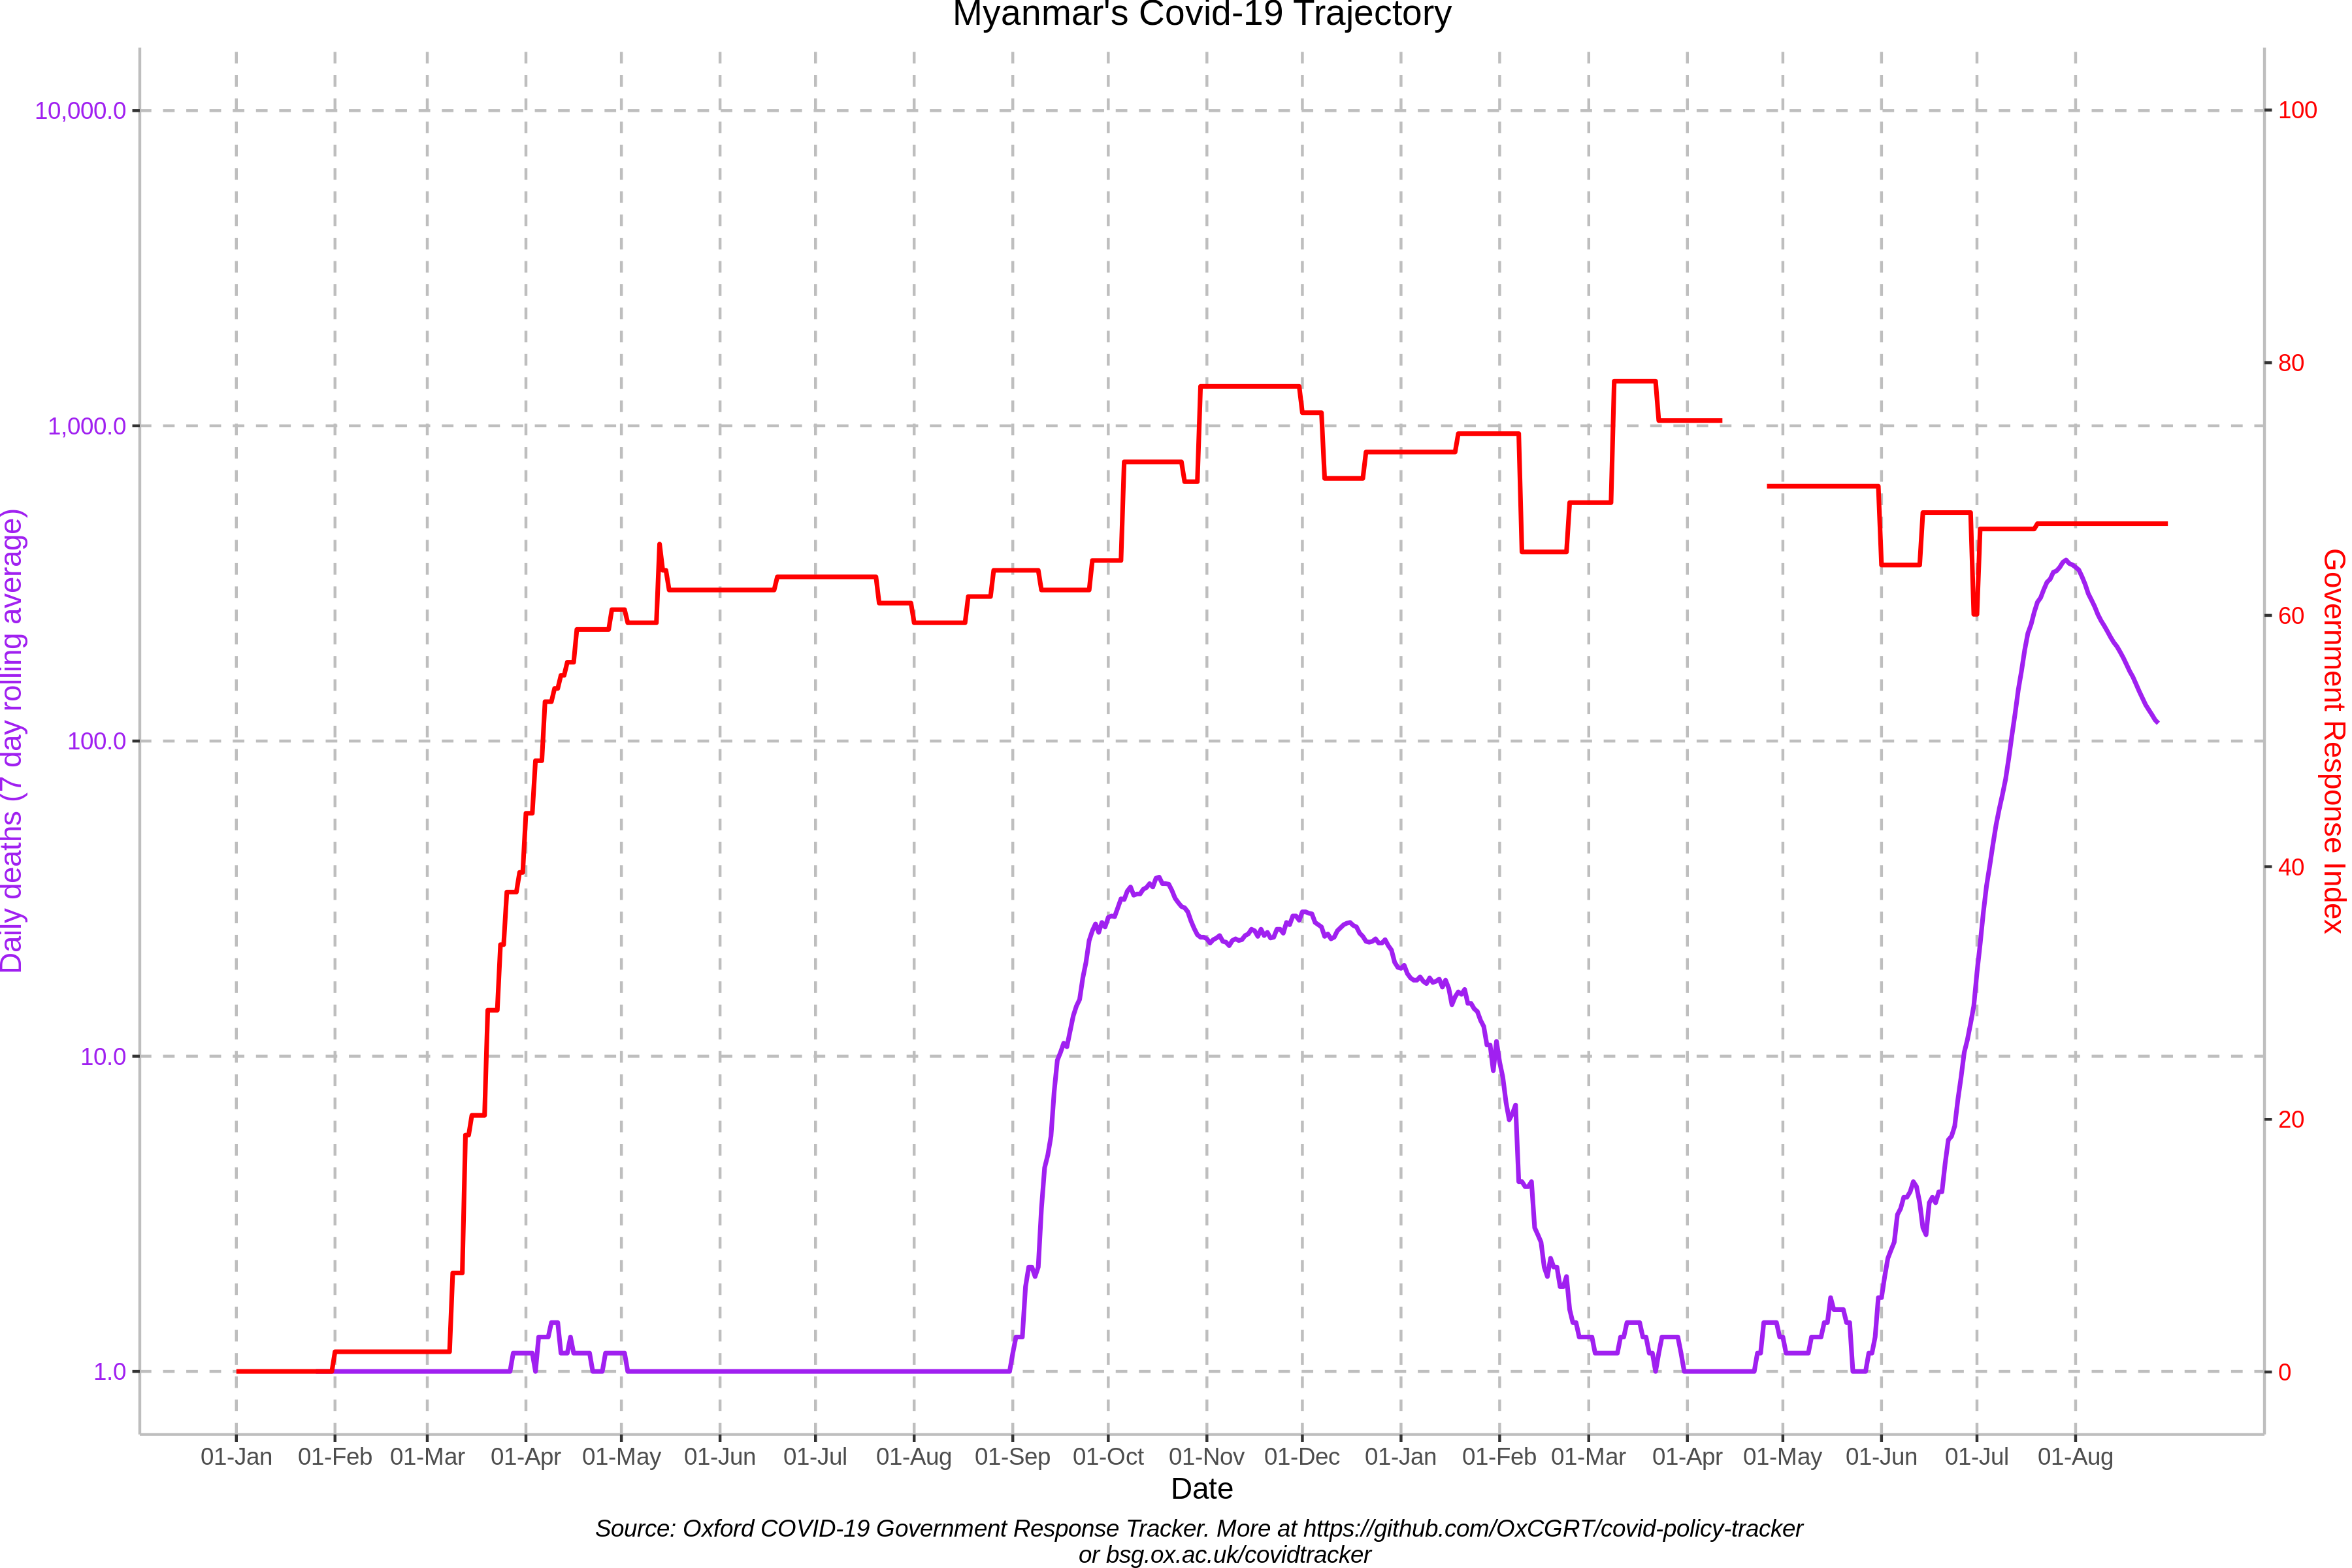 Myanmar's Covid-19 Trajectory
10,000.0
1,000.0
100.0
10.0
1.0
Daily deaths (7 day rolling average)
100
80
60
40
20
0
Government Response Index
01-Jan 01-Feb 01-Mar 01-Apr 01-May 01-Jun 01-Jul 01-Aug 01-Sep 01-Oct 01-Nov 01-Dec 01-Jan 01-Feb 01-Mar 01-Apr 01-May 01-Jun 01-Jul 01-Aug
Date
Source: Oxford COVID-19 Government Response Tracker. More at https://github.com/OxCGRT/covid-policy-tracker
or bsg.ox.ac.uk/covidtracker